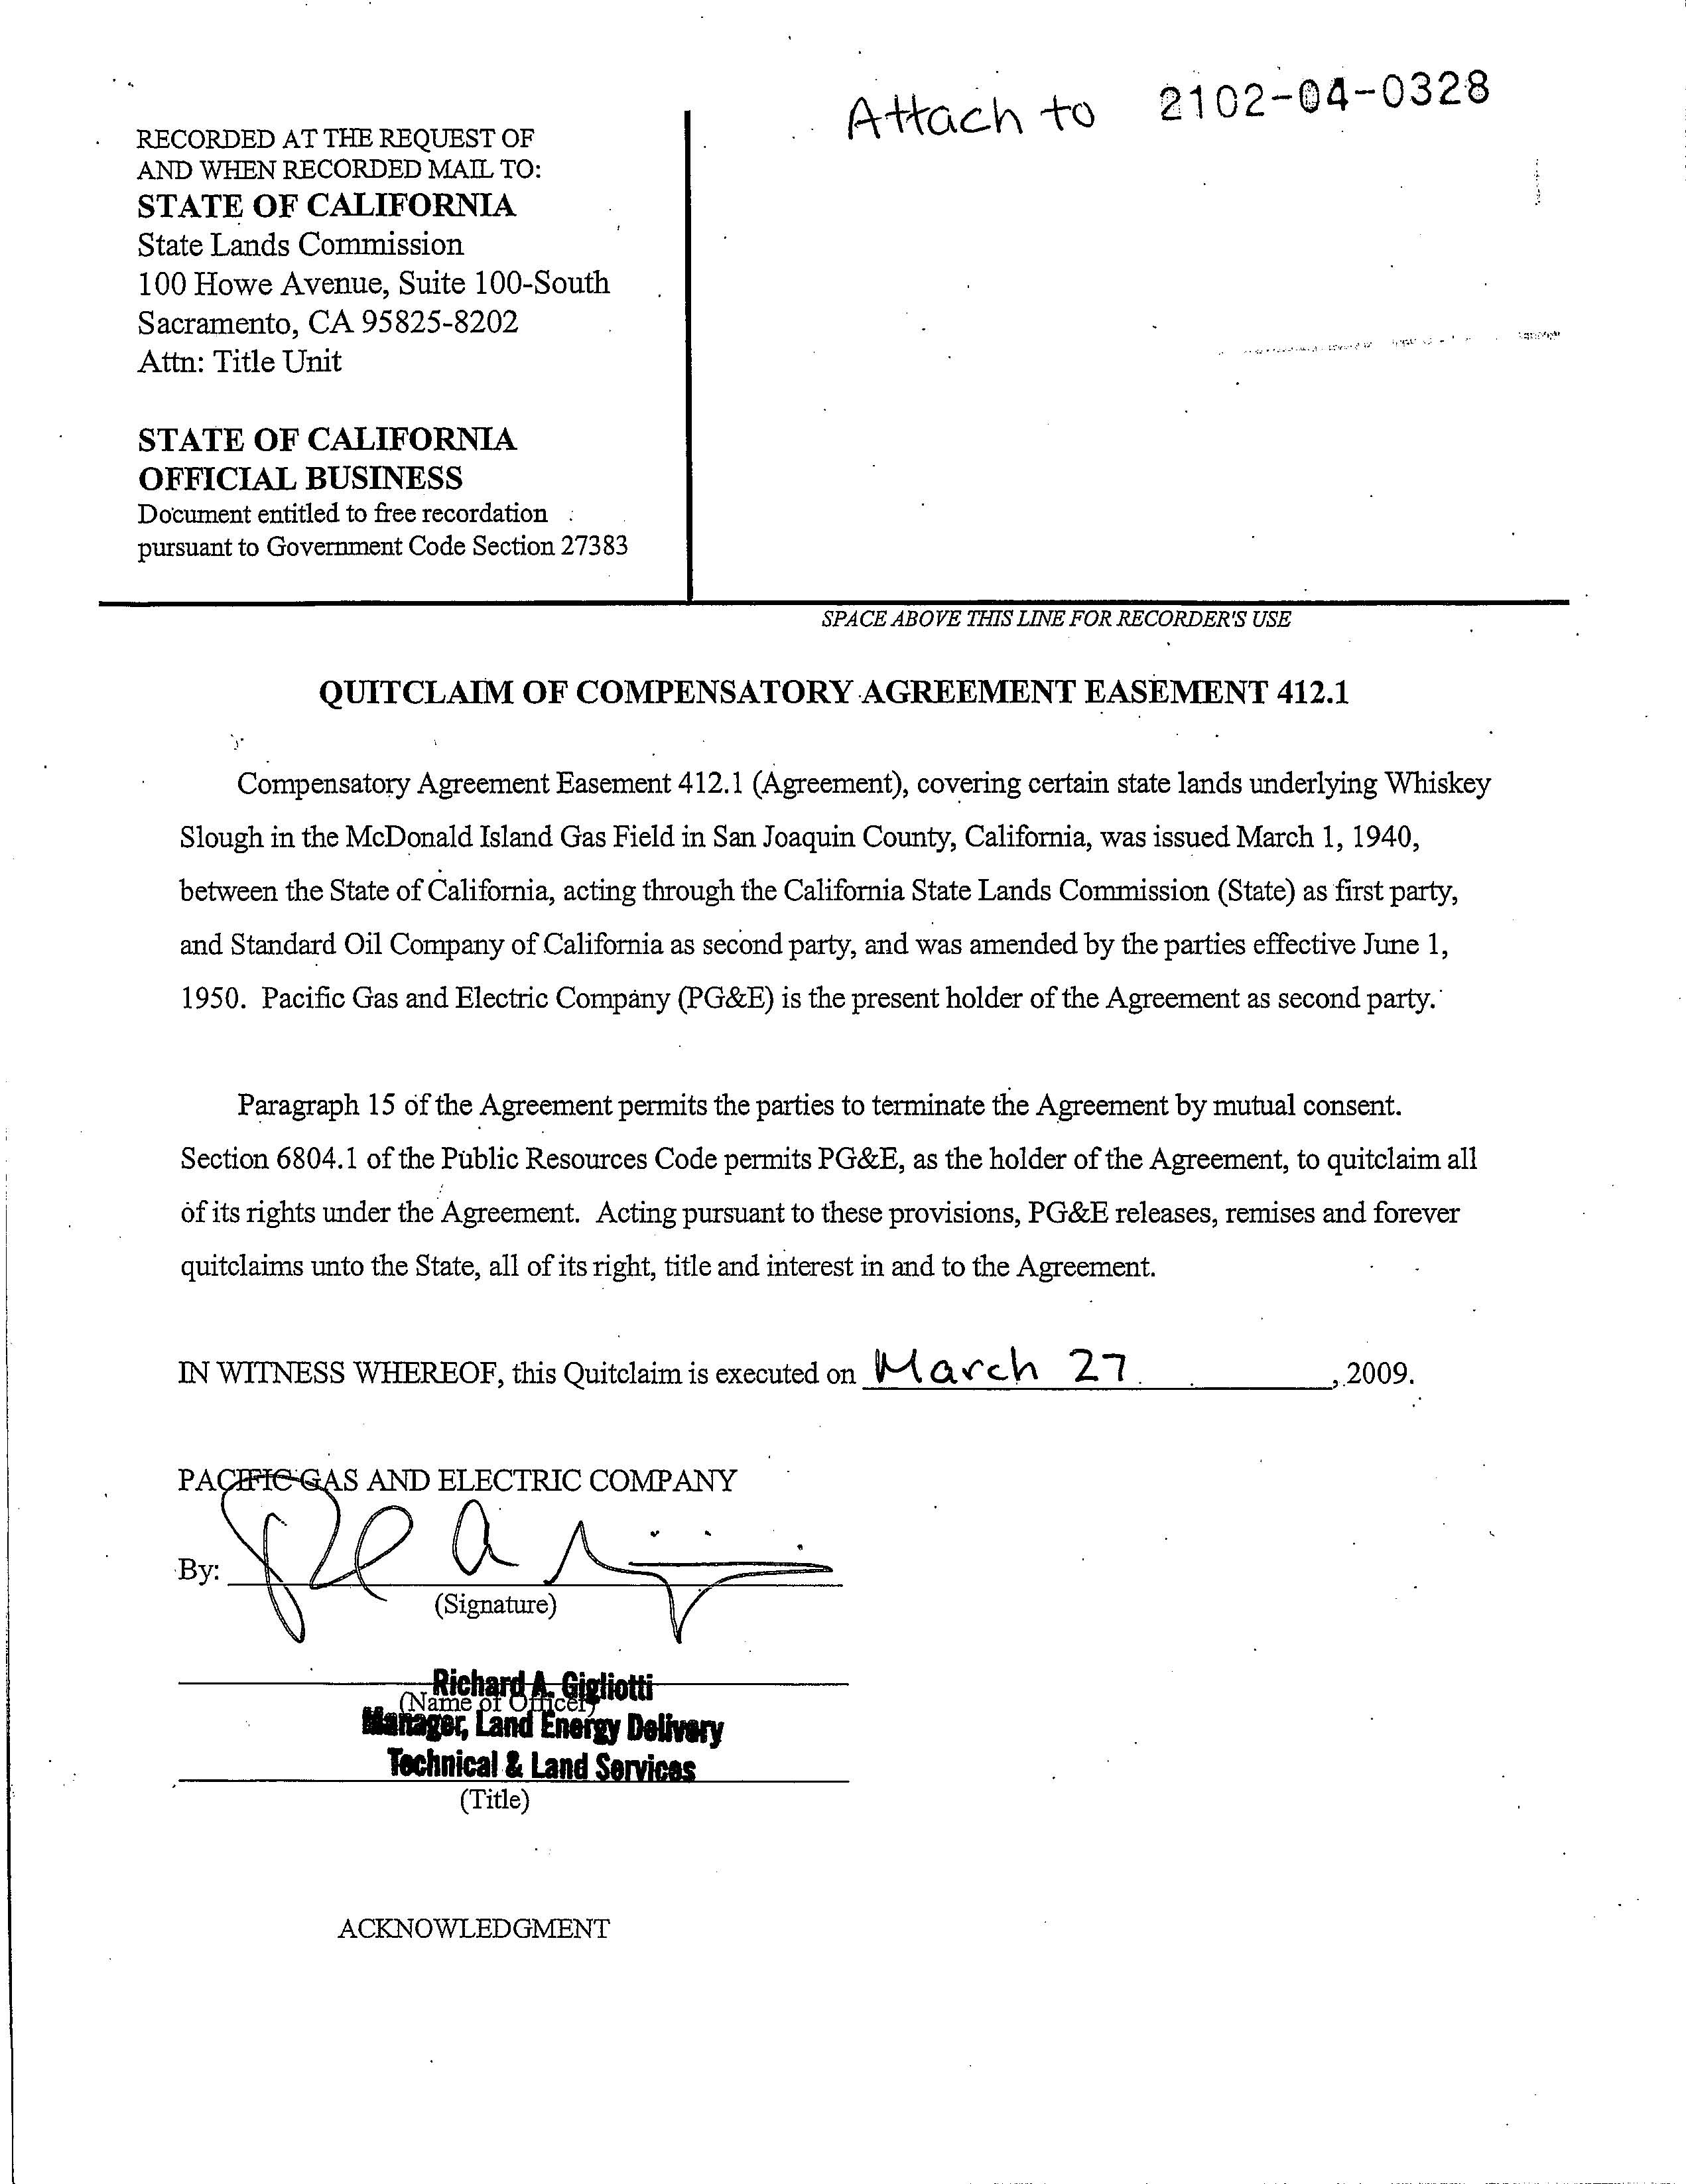 Attach to 2102-04-0328
RECORDED AT THE REQUEST OF
AND WHEN RECORDED MAIL TO:
STATE OF CALIFORNIA
State Lands Commission
100 Howe Avenue, Suite 100-South
Sacramento, CA 95825-8202
Attn: Title Unit
STATE OF CALIFORNIA
OFFICIAL BUSINESS
Document entitled to free recordation
pursuant to Government Code Section 27383
SPACE ABOVE THIS LINE FOR RECORDER'S USE
QUITCLAIM OF COMPENSATORY AGREEMENT EASEMENT 412.1
Compensatory Agreement Easement 412.1 (Agreement), covering certain state lands underlying Whiskey
Slough in the McDonald Island Gas Field in San Joaquin County, California, was issued March 1, 1940,
between the State of California, acting through the California State Lands Commission (State) as first party,
and Standard Oil Company of California as second party, and was amended by the parties effective June 1,
1950. Pacific Gas and Electric Company (PG&E) is the present holder of the Agreement as second party.
Paragraph 15 of the Agreement permits the parties to terminate the Agreement by mutual consent.
Section 6804.1 of the Public Resources Code permits PG&E, as the holder of the Agreement, to quitclaim all
of its rights under the Agreement. Acting pursuant to these provisions, PG&E releases, remises and forever
quitclaims unto the State, all of its right, title and interest in and to the Agreement.
IN WITNESS WHEREOF, this Quitclaim is executed on March 27, 2009.
PACIFIC GAS AND ELECTRIC COMPANY
By:
(Signature)
Richard A. Gigliotti
(Name of Officer)
Manager, Land Energy Delivery
Technical & Land Services
(Title)
ACKNOWLEDGMENT